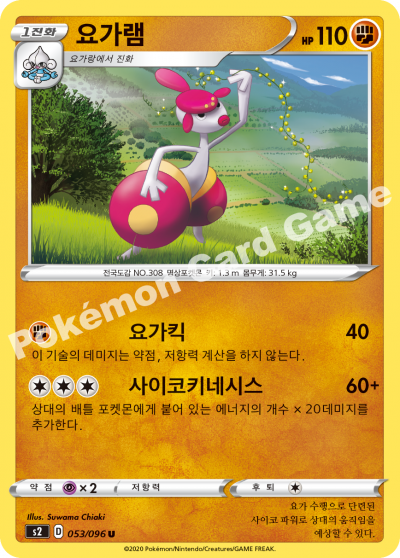 1진화
요가램
HP 110
요가랑에서 진화
전국도감 NO.308 명상포켓몬 키: 1.3 m 몸무게: 31.5 kg
Pokémon Card Game
요가킥 40
이 기술의 데미지는 약점, 저항력 계산을 하지 않는다.
사이코키네시스 60+
상대의 배틀 포켓몬에게 붙어 있는 에너지의 개수 × 20데미지를
추가한다.
약점 ×2 저항력 후퇴
Illus. Suwama Chiaki
s2 D 053/096 U
요가 수행으로 단련된
사이코 파워로 상대의 움직임을
예상할 수 있다.
©2020 Pokémon/Nintendo/Creatures/GAME FREAK.